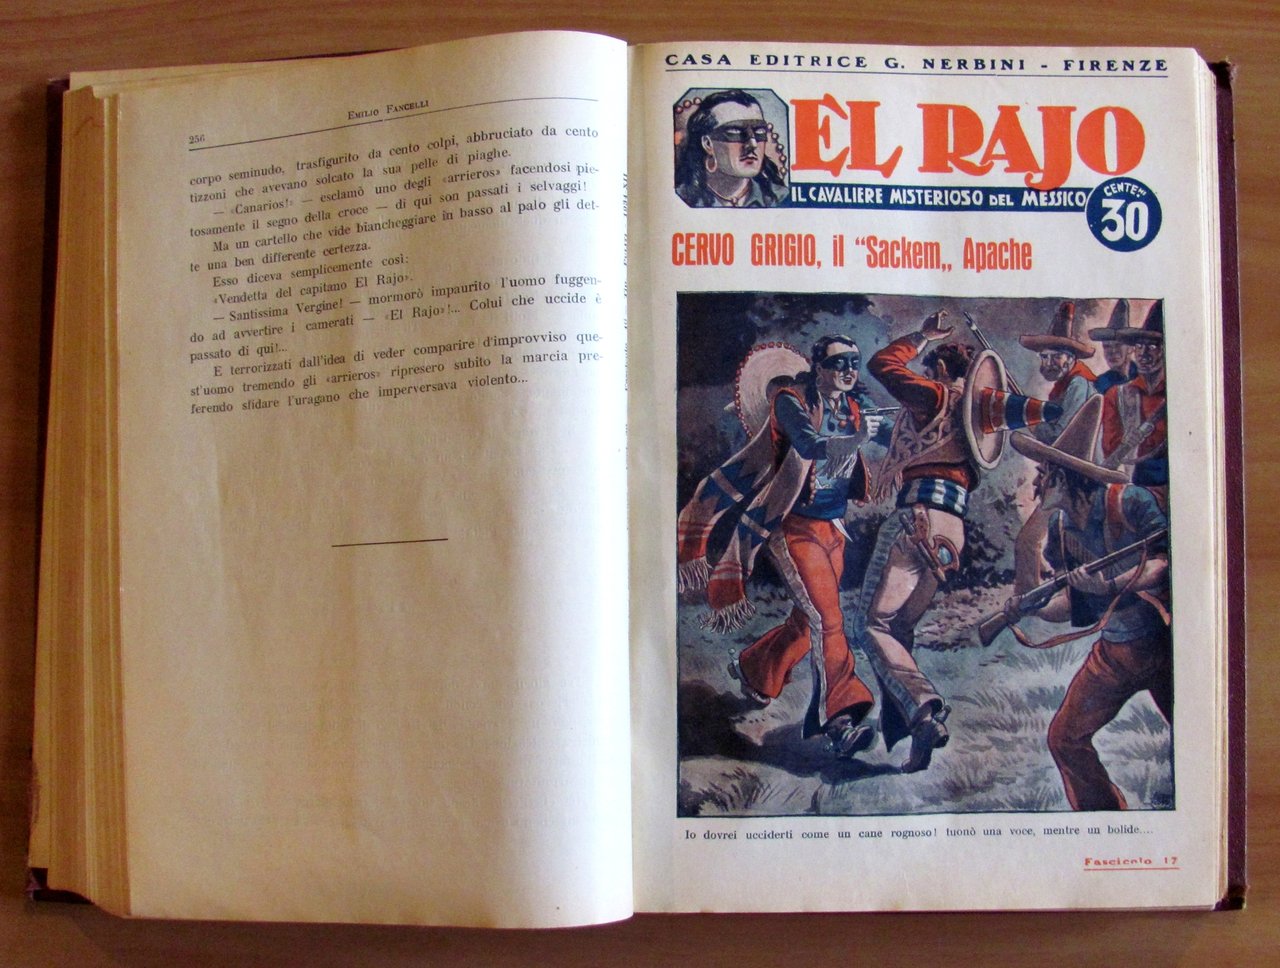 256
Emilio Fancelli
corpo seminudo, trasfigurito da cento colpi, abbruciato da cento
tizzoni che avevano solcato la sua pelle di piaghe.
— «Canarios!» — esclamò uno degli «arrieros» facendosi pie-
tosamente il segno della croce — di qui son passati i selvaggi!
Ma un cartello che vide biancheggiare in basso al palo gli det-
te una ben differente certezza.
Esso diceva semplicemente così:
«Vendetta del capitano El Rajo».
— Santissima Vergine! — mormorò impaurito l'uomo fuggen-
do ad avvertire i camerati — «El Rajo»!... Colui che uccide è
passato di qui!...
E terrorizzati dall'idea di veder comparire d'improvviso que-
st'uomo tremendo gli «arrieros» ripresero subito la marcia pre-
ferendo sfidare l'uragano che imperversava violento...
CASA EDITRICE G. NERBINI - FIRENZE
EL RAJO
IL CAVALIERE MISTERIOSO DEL MESSICO
CENTEMI
30
CERVO GRIGIO, il "Sackem„ Apache
Io dovrei ucciderti come un cane rognoso! tuonò una voce, mentre un bolide....
Fascicolo 17